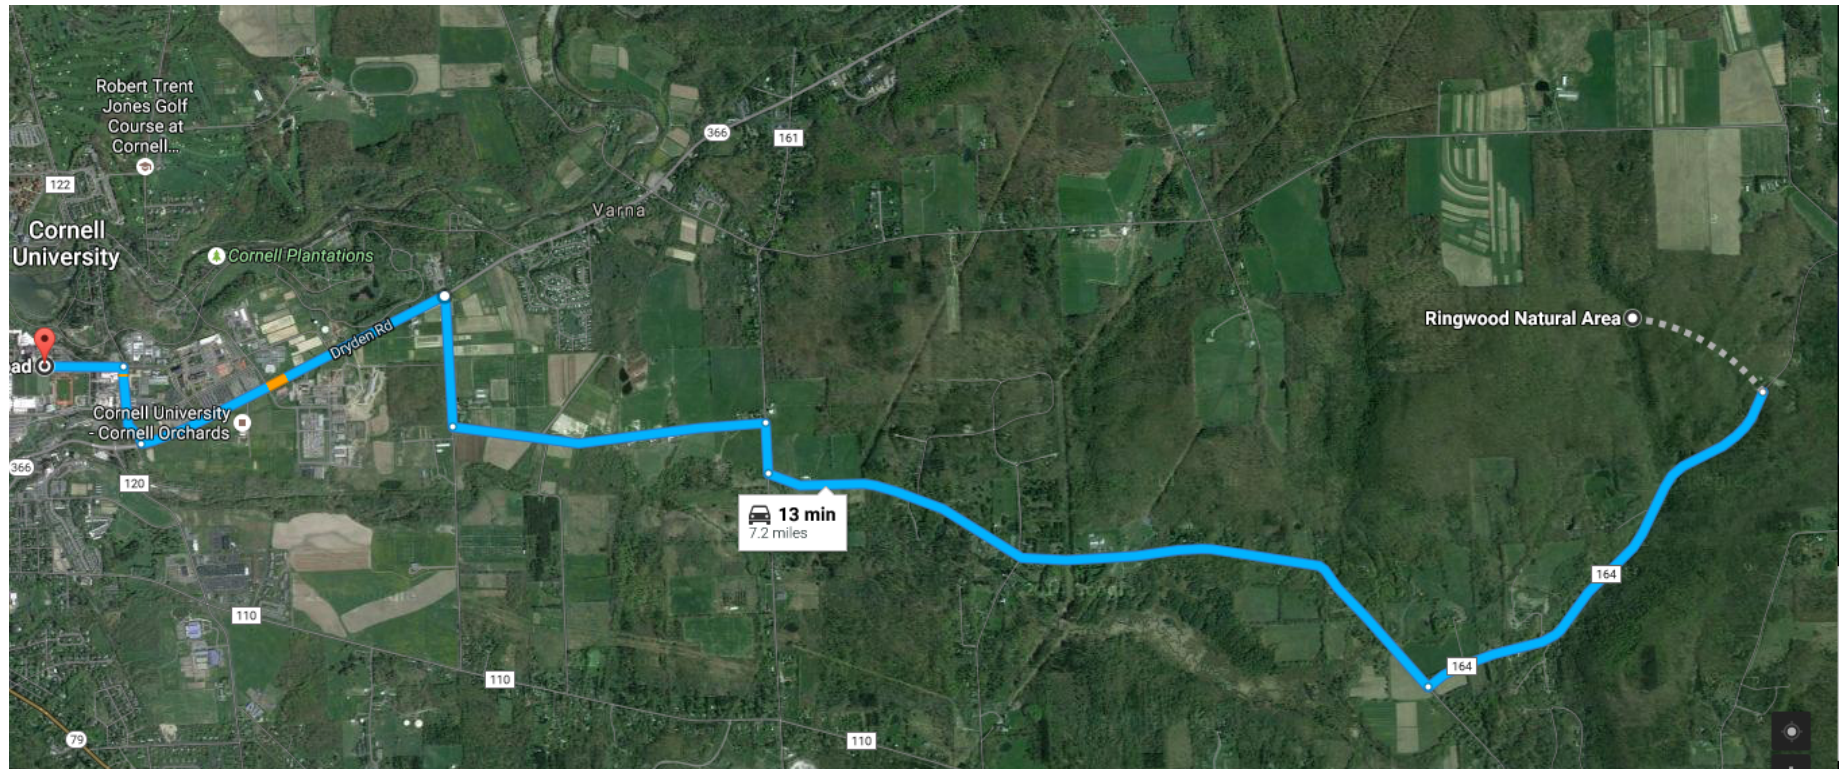 Robert Trent
Jones Golf
Course at
Cornell...
366
161
122
Varna
Cornell
University
Cornell Plantations
Ringwood Natural Area
Dryden Rd
ad
Cornell University
- Cornell Orchards
366
120
13 min
7.2 miles
164
110
164
110
79
110